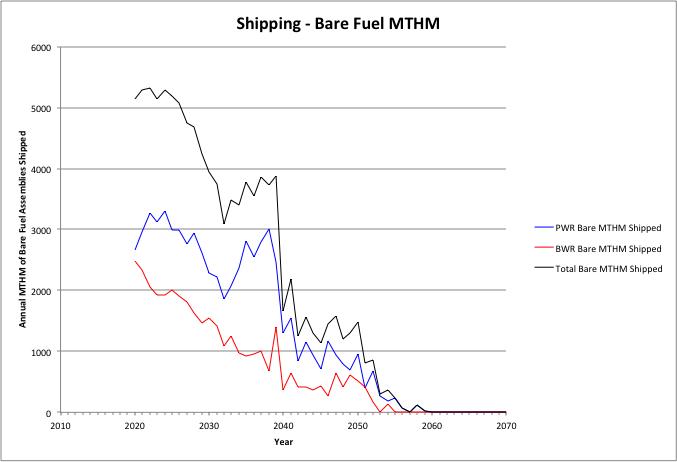 Shipping - Bare Fuel MTHM
Annual MTHM of Bare Fuel Assemblies Shipped
6000
5000
4000
3000
2000
1000
0
2010 2020 2030 2040 2050 2060 2070
Year
PWR Bare MTHM Shipped
BWR Bare MTHM Shipped
Total Bare MTHM Shipped